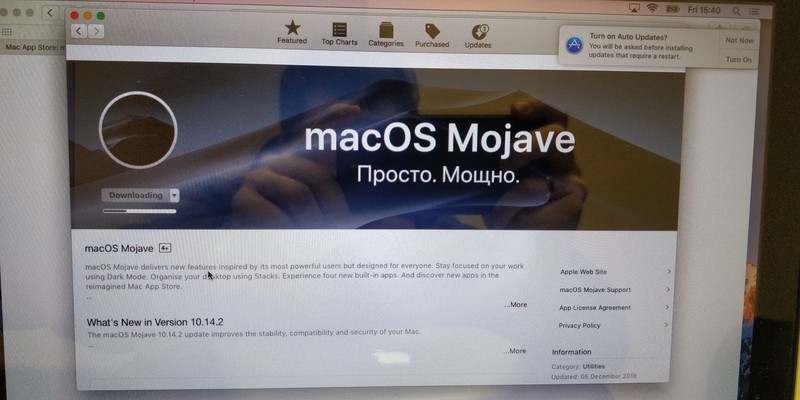 Fri 15:40
Mac App Store: m
Featured
Top Charts
Categories
Purchased
Updates
Turn on Auto Updates?
You will be asked before installing
updates that require a restart.
Not Now
Turn On
macOS Mojave
Просто. Мощно.
Downloading
macOS Mojave 4+
macOS Mojave delivers new features inspired by its most powerful users but designed for everyone. Stay focused on your work
using Dark Mode. Organise your desktop using Stacks. Experience four new built-in apps. And discover new apps in the
reimagined Mac App Store.
...
...More
What's New in Version 10.14.2
The macOS Mojave 10.14.2 update improves the stability, compatibility and security of your Mac.
...
...More
Apple Web Site
macOS Mojave Support
App License Agreement
Privacy Policy
Information
Category: Utilities
Updated: 05 December 2018